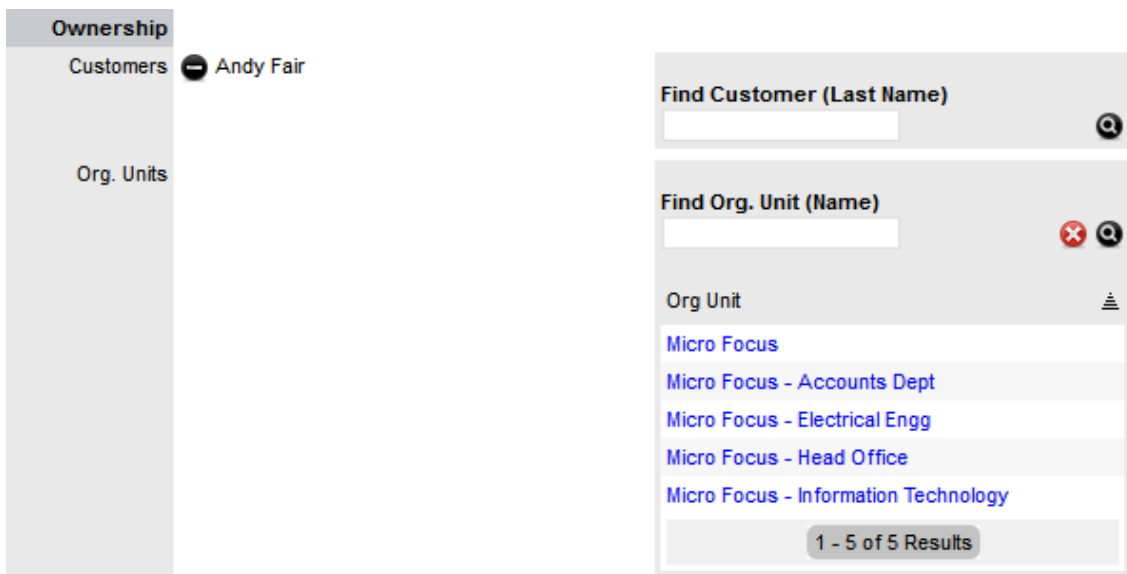 Ownership
Customers Andy Fair
Find Customer (Last Name)
Org. Units
Find Org. Unit (Name)
Org Unit
Micro Focus
Micro Focus - Accounts Dept
Micro Focus - Electrical Engg
Micro Focus - Head Office
Micro Focus - Information Technology
1 - 5 of 5 Results